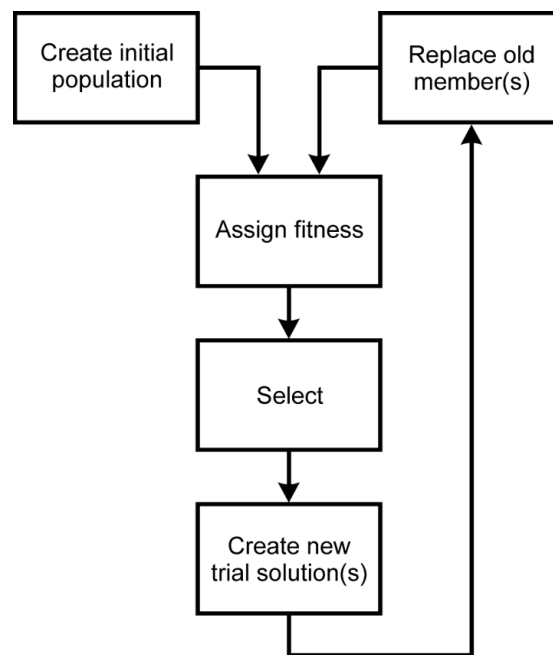 Create initial
population
Replace old
member(s)
Assign fitness
Select
Create new
trial solution(s)